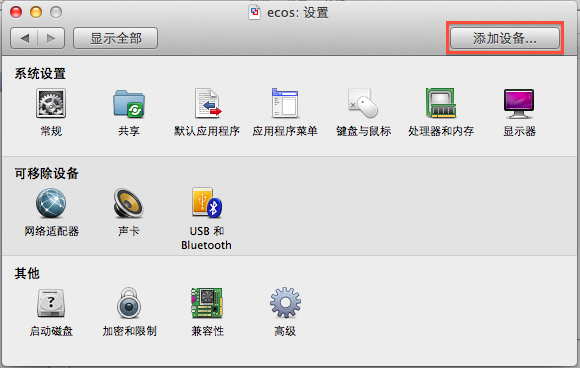 ecos: 设置
显示全部
添加设备...
系统设置
常规
共享
默认应用程序
应用程序菜单
键盘与鼠标
处理器和内存
显示器
可移除设备
网络适配器
声卡
USB 和
Bluetooth
其他
启动磁盘
加密和限制
兼容性
高级